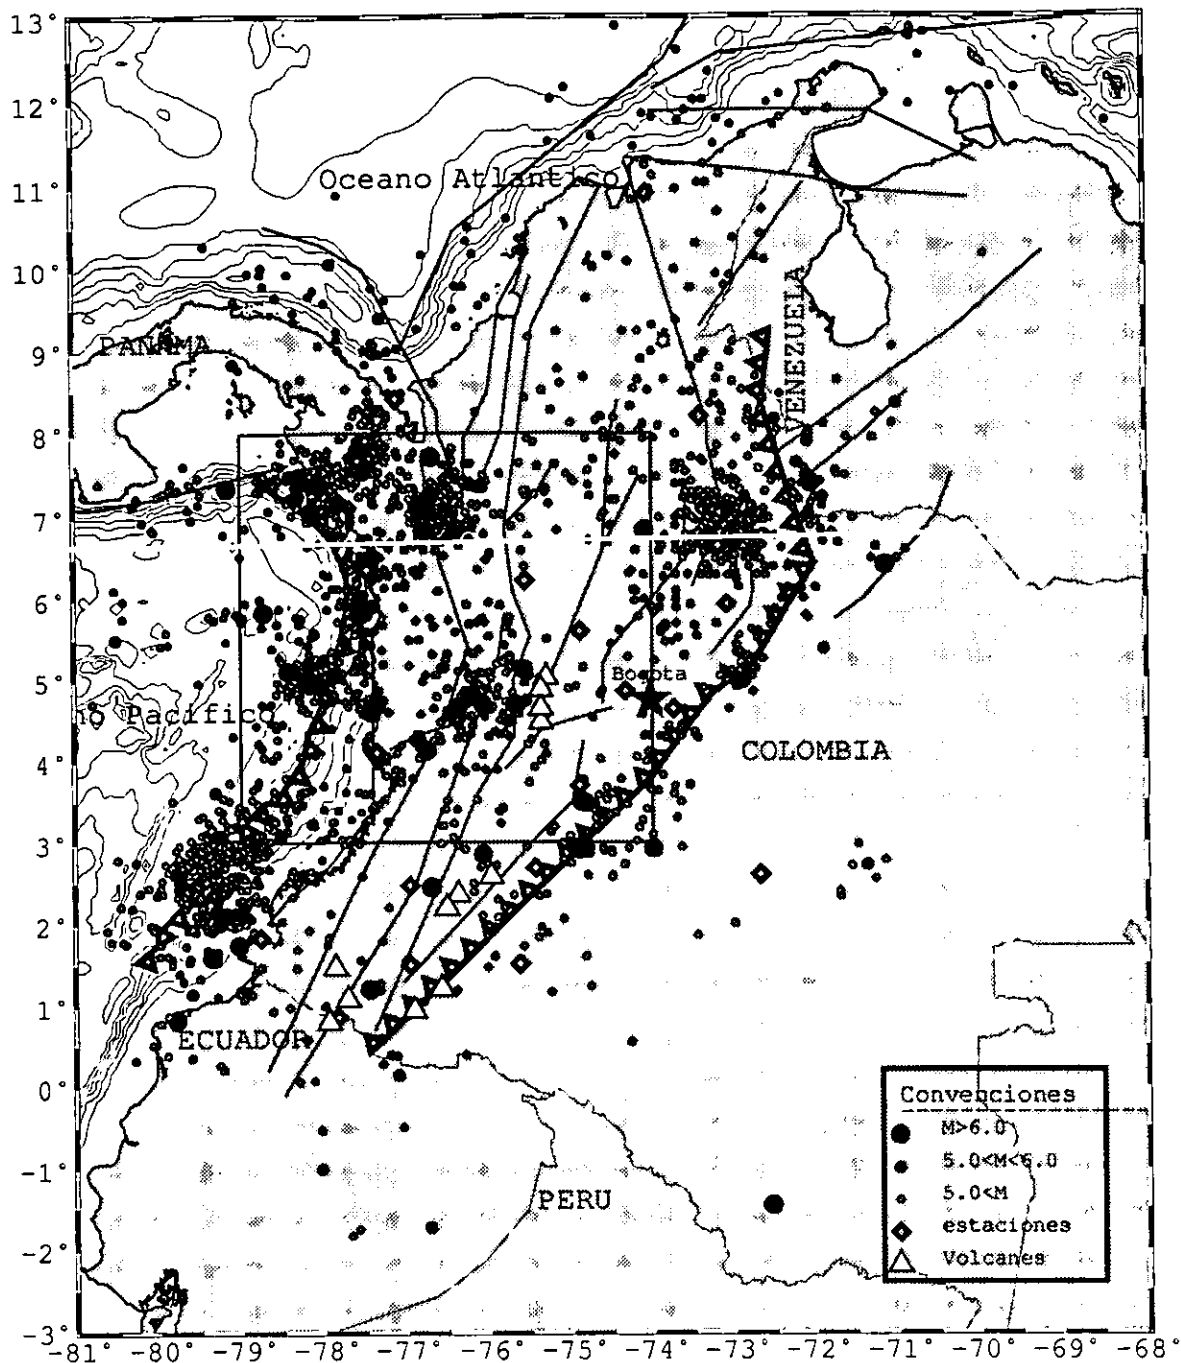 13°
12°
11°
10°
9°
8°
7°
6°
5°
4°
3°
2°
1°
0°
-1°
-2°
-3°
-81° -80° -79° -78° -77° -76° -75° -74° -73° -72° -71° -70° -69° -68°
Oceano Atlantico
PANAMA
VENEZUELA
Bogota
no Pacifico
COLOMBIA
ECUADOR
PERU
Convenciones
M>6.0
5.0<M<6.0
5.0<M
estaciones
Volcanes